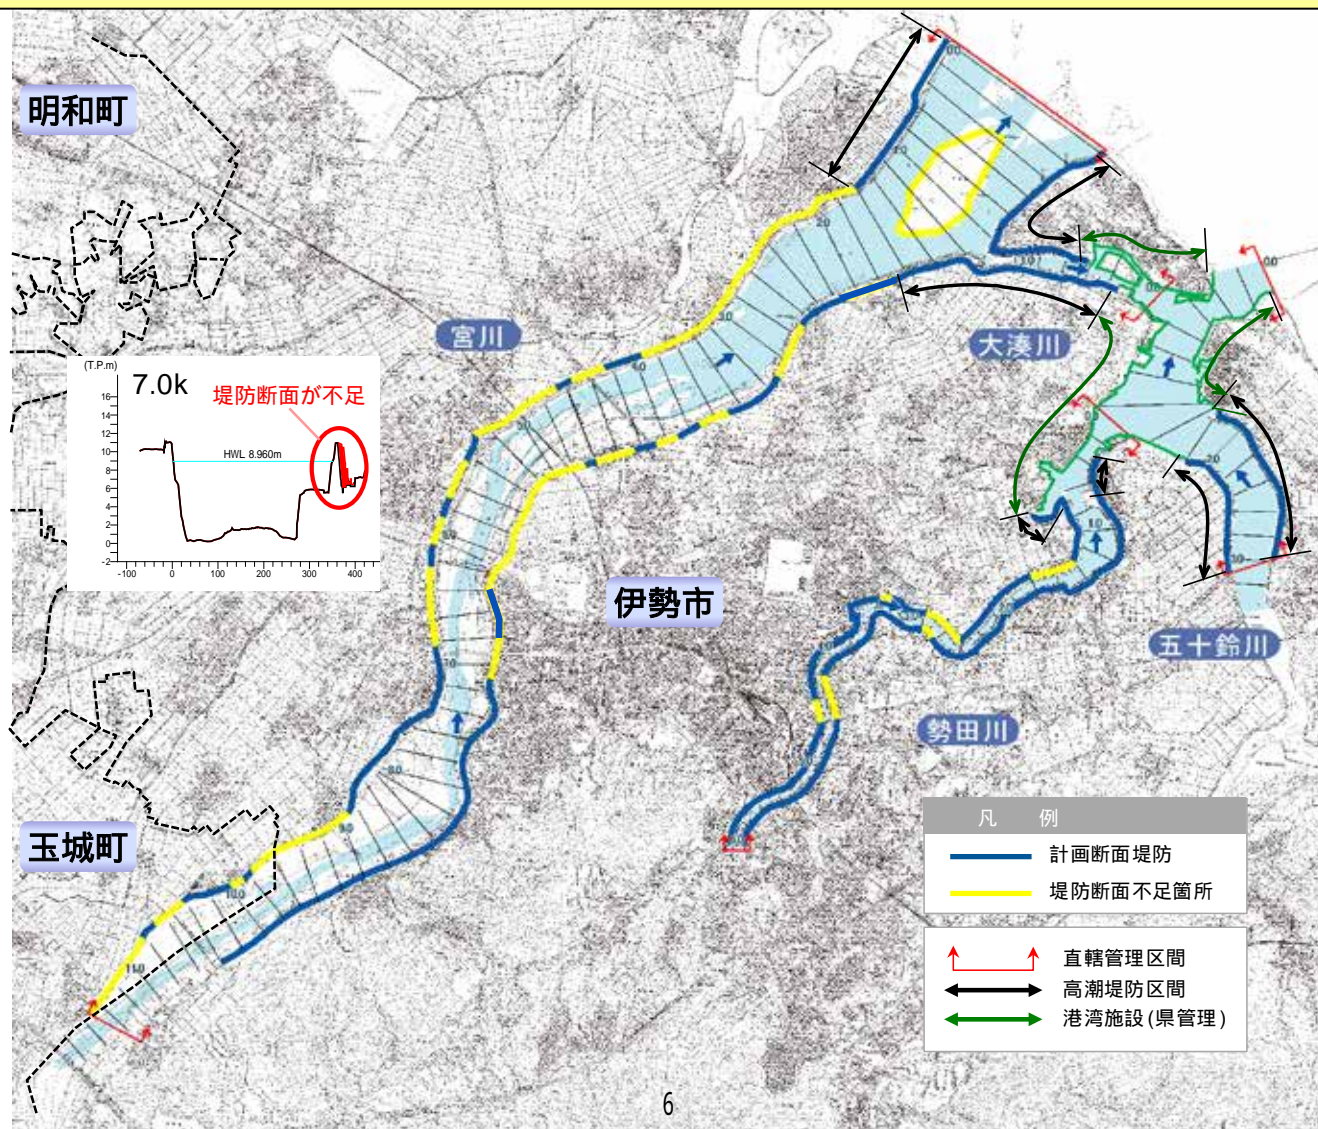 明和町
宮川
大湊川
(T.P.m)
7.0k
堤防断面が不足
HWL 8.960m
16
14
12
10
8
6
4
2
0
-2
-100
0
100
200
300
400
伊勢市
五十鈴川
勢田川
玉城町
凡 例
計画断面堤防
堤防断面不足箇所
直轄管理区間
高潮堤防区間
港湾施設(県管理)
6